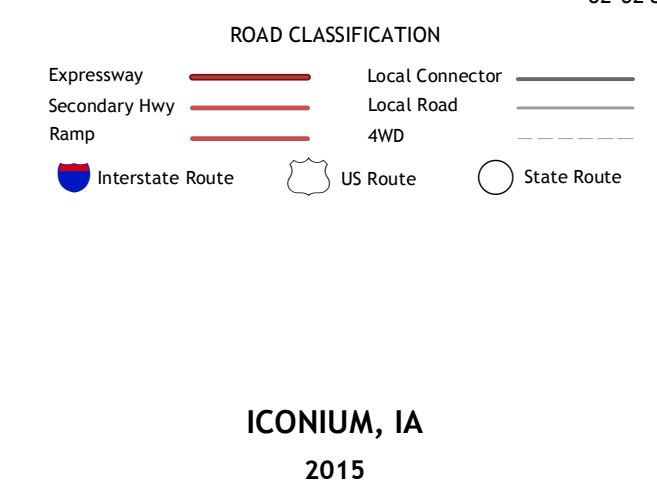 ROAD CLASSIFICATION
Expressway
Local Connector
Secondary Hwy
Local Road
Ramp
4WD
Interstate Route
US Route
State Route
ICONIUM, IA
2015